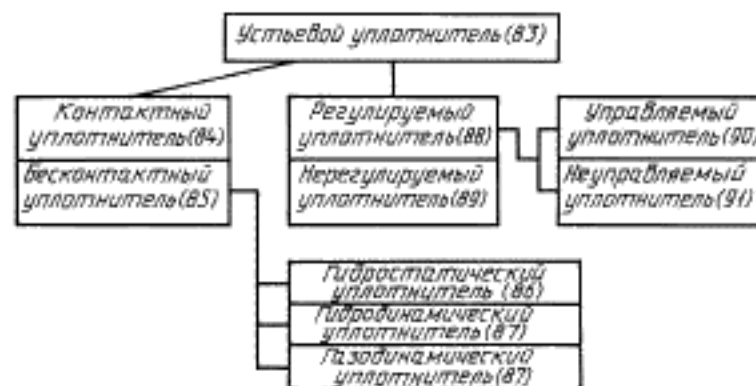 Устьевой уплотнитель(83)
Контактный
уплотнитель(84)
Бесконтактный
уплотнитель(85)
Регулируемый
уплотнитель(88)
Нерегулируемый
уплотнитель(89)
Управляемый
уплотнитель(90)
Неуправляемый
уплотнитель(91)
Гидростатический
уплотнитель (86)
Гидродинамический
уплотнитель(87)
Газодинамический
уплотнитель(87)